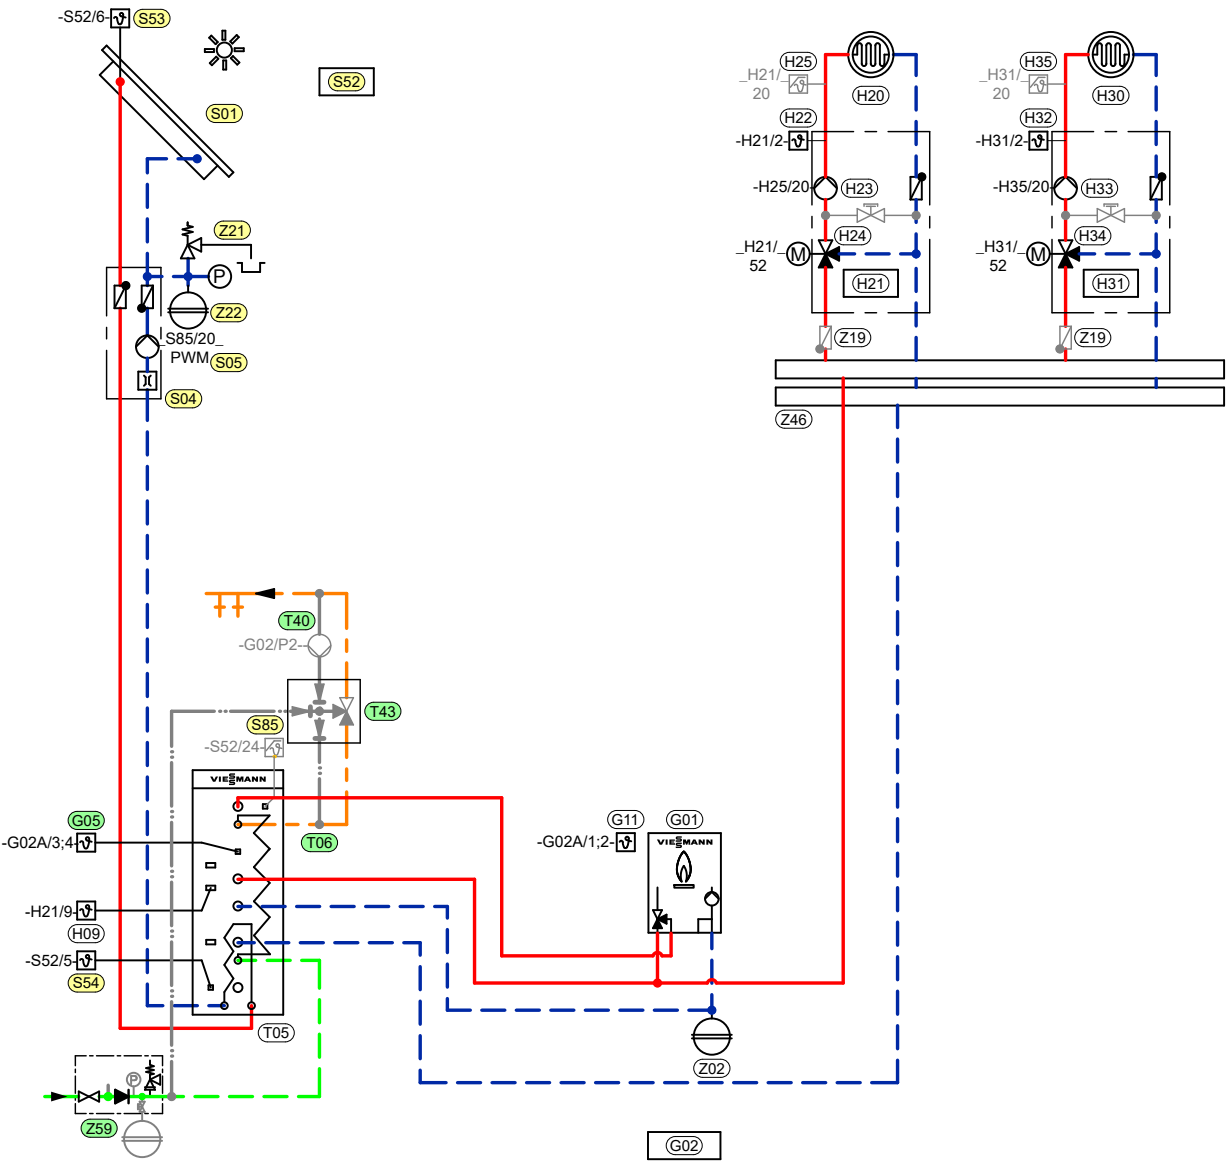 -S52/6- S53
S52
S01
Z21
P
Z22
_S85/20_
PWM S05
S04
H25
_H21/_
20
H20
H22
-H21/2-
-H25/20- H23
H24
_H21/_
52
M
H21
Z19
H35
_H31/_
20
H30
H32
-H31/2-
-H35/20- H33
H34
_H31/_
52
M
H31
Z19
Z46
T40
-G02/P2-
T43
S85
-S52/24-
VIESSMANN
G05
-G02A/3;4-
T06
G11
G01
-G02A/1;2-
VIESSMANN
-H21/9-
H09
-S52/5-
S54
T05
Z02
P
Z59
G02